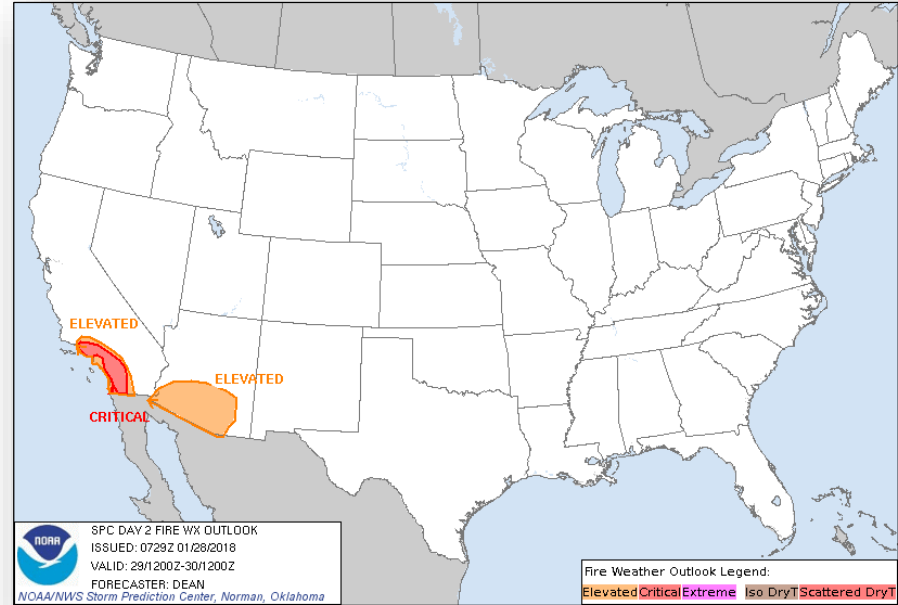 ELEVATED
ELEVATED
CRITICAL
NOAA
SPC DAY 2 FIRE WX OUTLOOK
ISSUED: 0729Z 01/28/2018
VALID: 29/1200Z-30/1200Z
FORECASTER: DEAN
NOAA/NWS Storm Prediction Center, Norman, Oklahoma
Fire Weather Outlook Legend:
Elevated Critical Extreme Iso DryT Scattered DryT